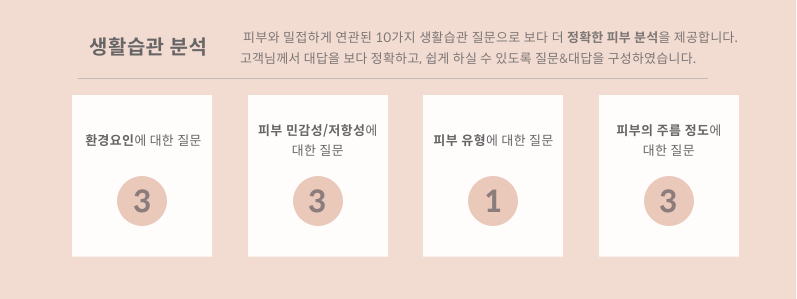 생활습관 분석
피부와 밀접하게 연관된 10가지 생활습관 질문으로 보다 더 정확한 피부 분석을 제공합니다.
고객님께서 대답을 보다 정확하고, 쉽게 하실 수 있도록 질문&대답을 구성하였습니다.
환경요인에 대한 질문
3
피부 민감성/저항성에
대한 질문
3
피부 유형에 대한 질문
1
피부의 주름 정도에
대한 질문
3